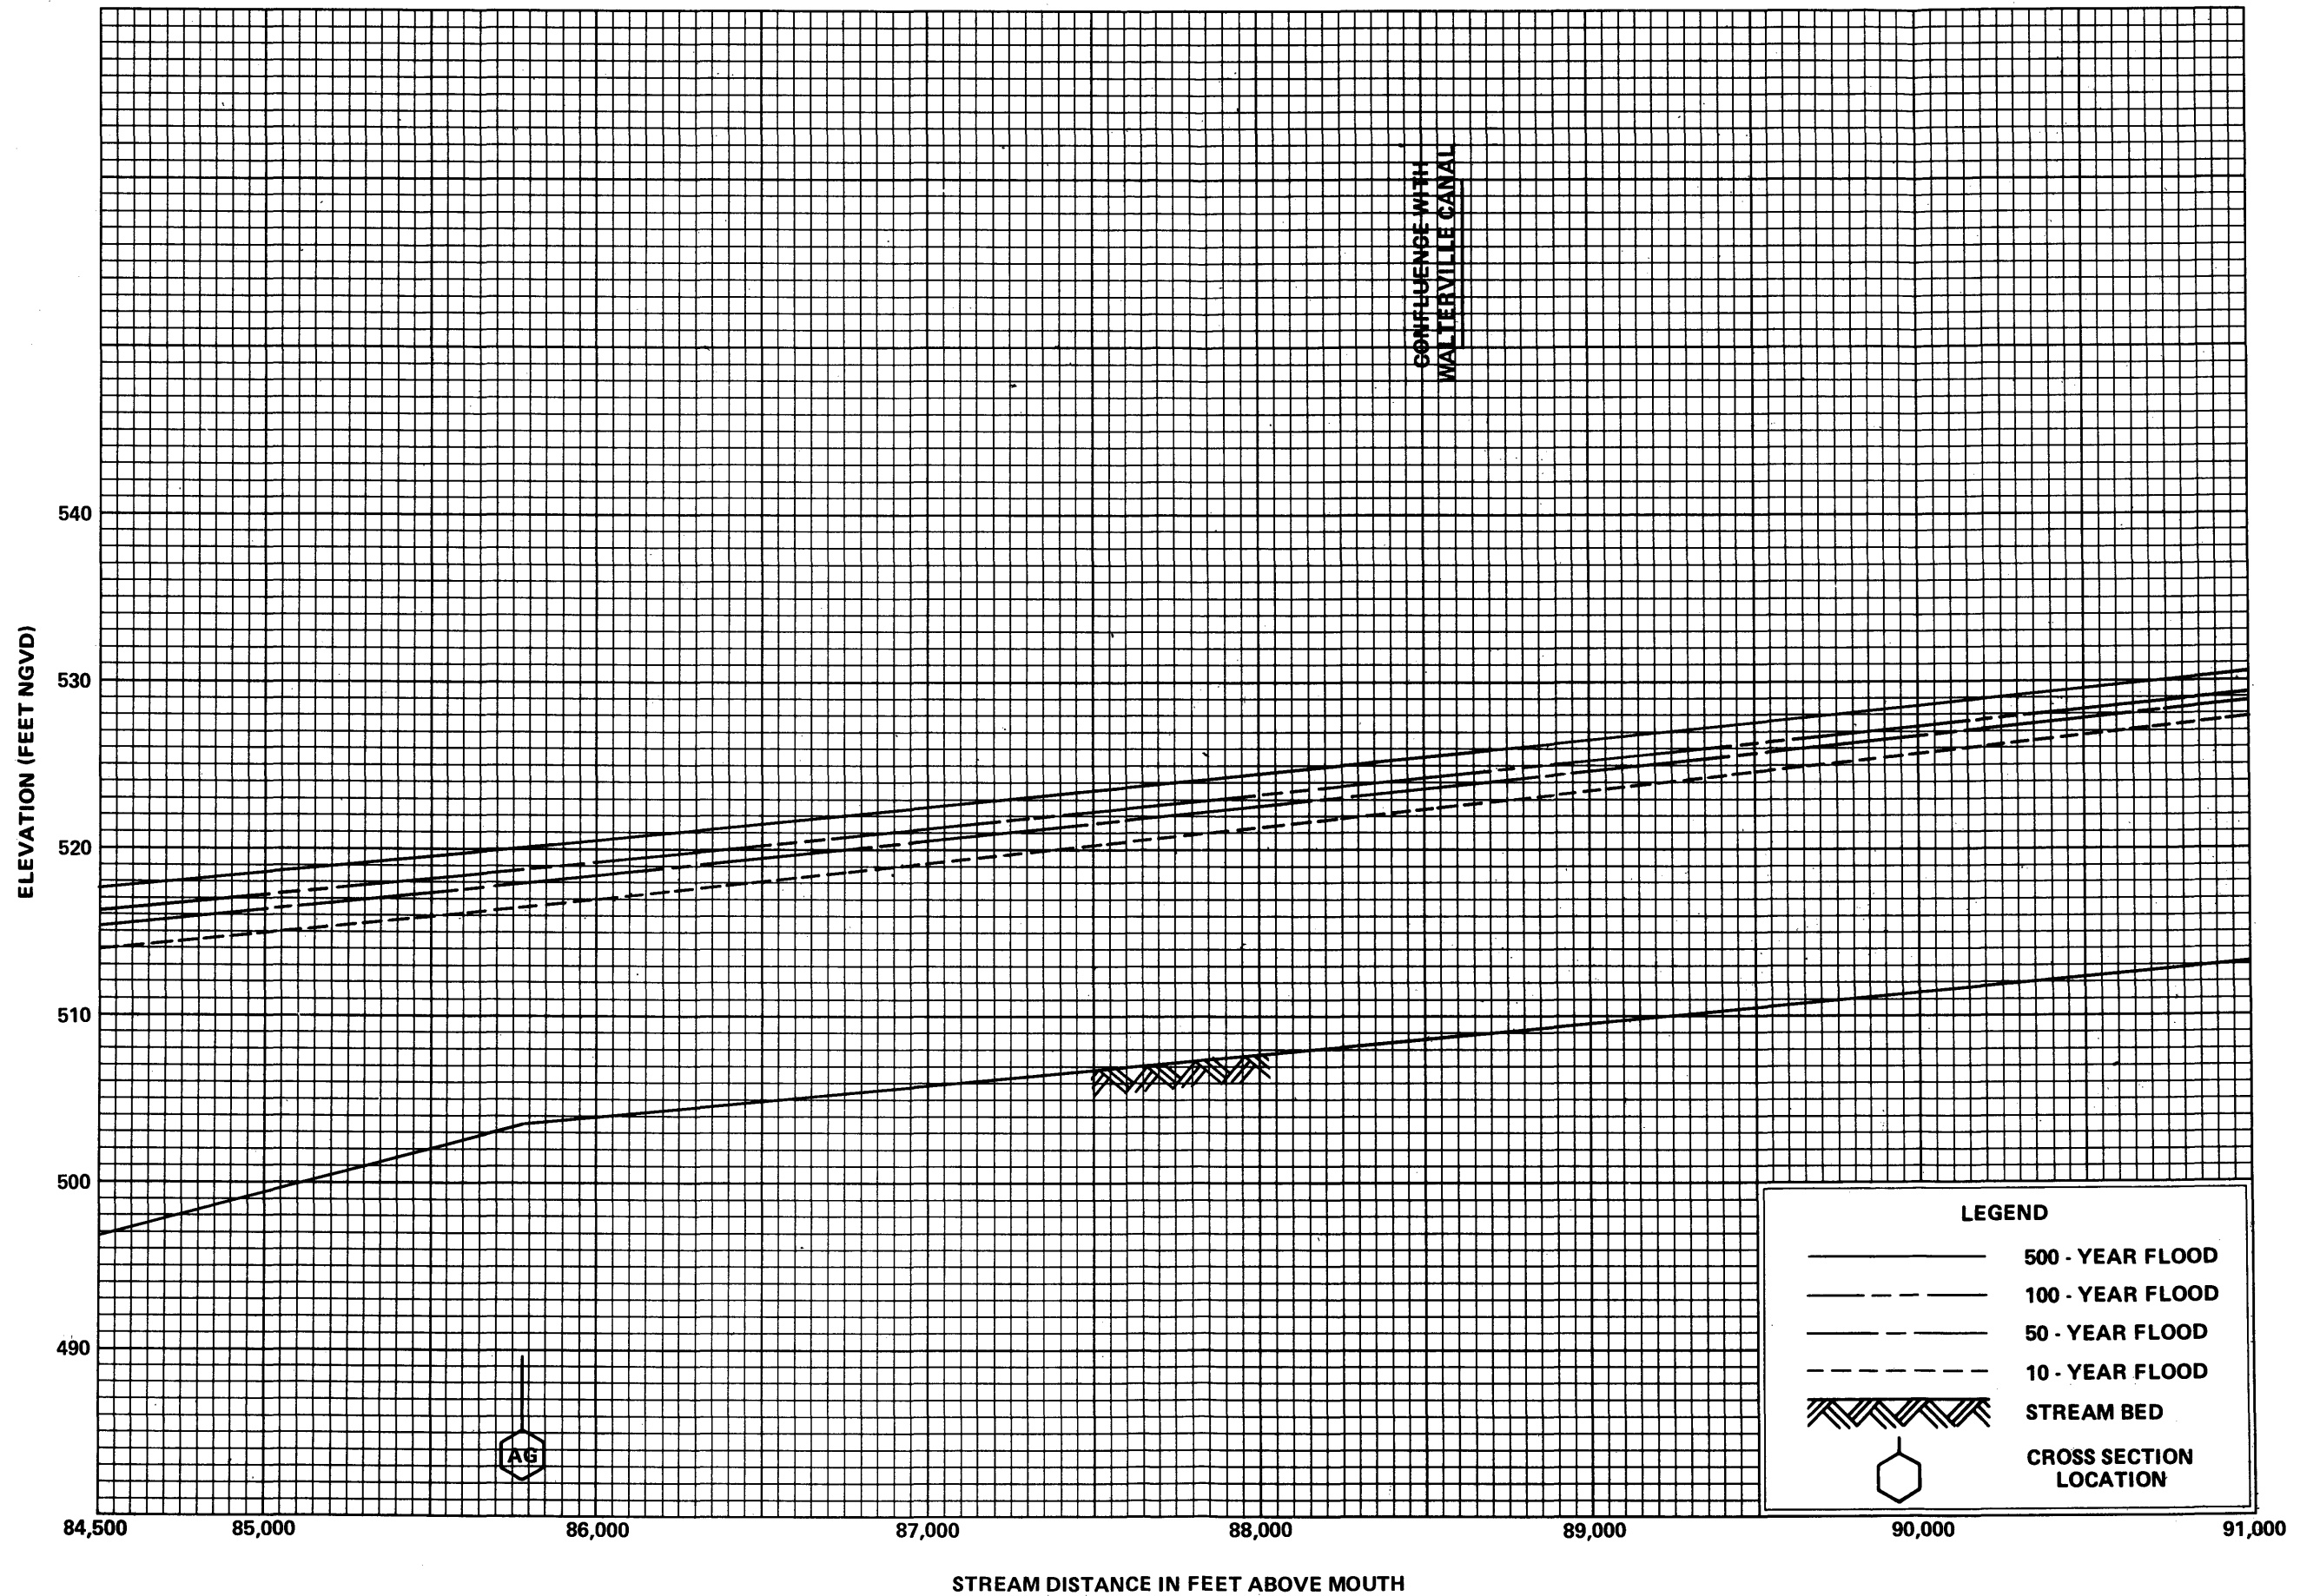 CONFLUENCE WITH
WALTERVILLE CANAL
ELEVATION (FEET NGVD)
540
530
520
510
500
490
AG
LEGEND
500 - YEAR FLOOD
100 - YEAR FLOOD
50 - YEAR FLOOD
10 - YEAR FLOOD
STREAM BED
CROSS SECTION
LOCATION
84,500 85,000 86,000 87,000 88,000 89,000 90,000 91,000
STREAM DISTANCE IN FEET ABOVE MOUTH